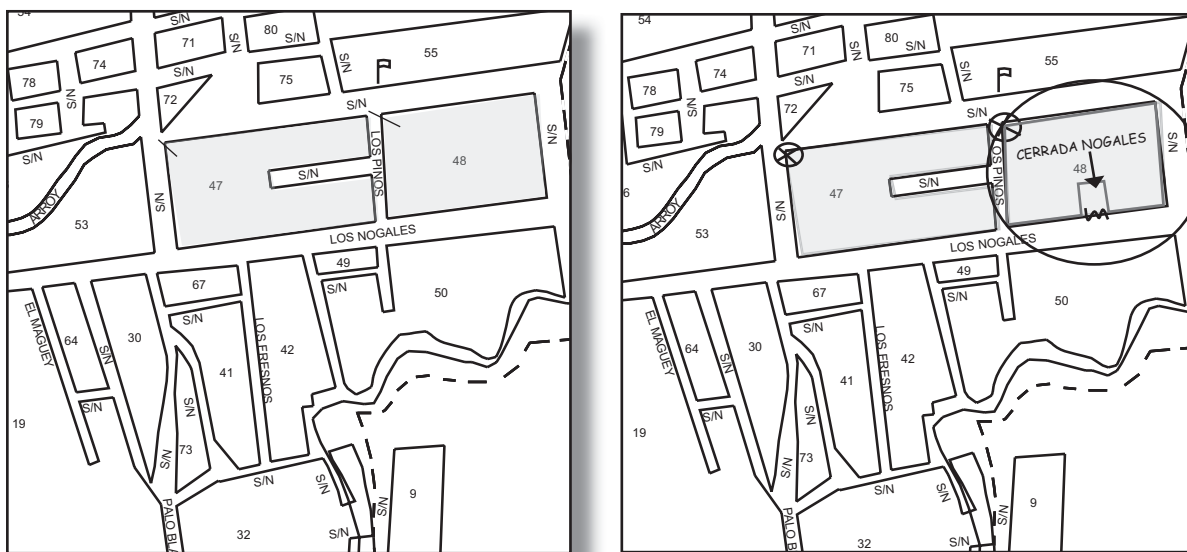 54
S/N
80
S/N
71
S/N
S/N
55
74
S/N
78
S/N
75
72
S/N
79
S/N
LOS PINOS
48
S/N
47
S/N
ARROY
S/N
53
LOS NOGALES
49
67
S/N
50
EL MAGUEY
S/N
64
S/N
30
LOS FRESNOS
42
41
S/N
S/N
19
73
S/N
S/N
S/N
S/N
9
PALO BLA
32
S/N
54
S/N
80
S/N
71
S/N
S/N
55
74
S/N
78
S/N
75
72
S/N
79
S/N
CERRADA NOGALES
OS PINOS
48
S/N
47
S/N
6
ARROY
S/N
53
LOS NOGALES
49
67
S/N
50
EL MAGUEY
S/N
64
S/N
30
LOS FRESNOS
42
41
S/N
S/N
19
73
S/N
S/N
S/N
S/N
9
PALO B
32
S/N